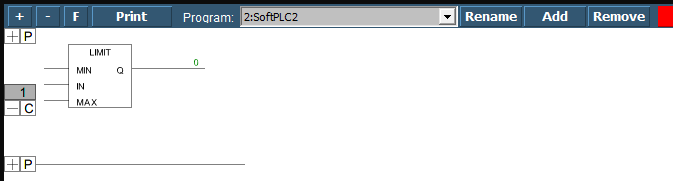 + - F Print Program: 2:SoftPLC2 Rename Add Remove
+ P
LIMIT
MIN Q 0
IN
1
MAX
- C
+ P